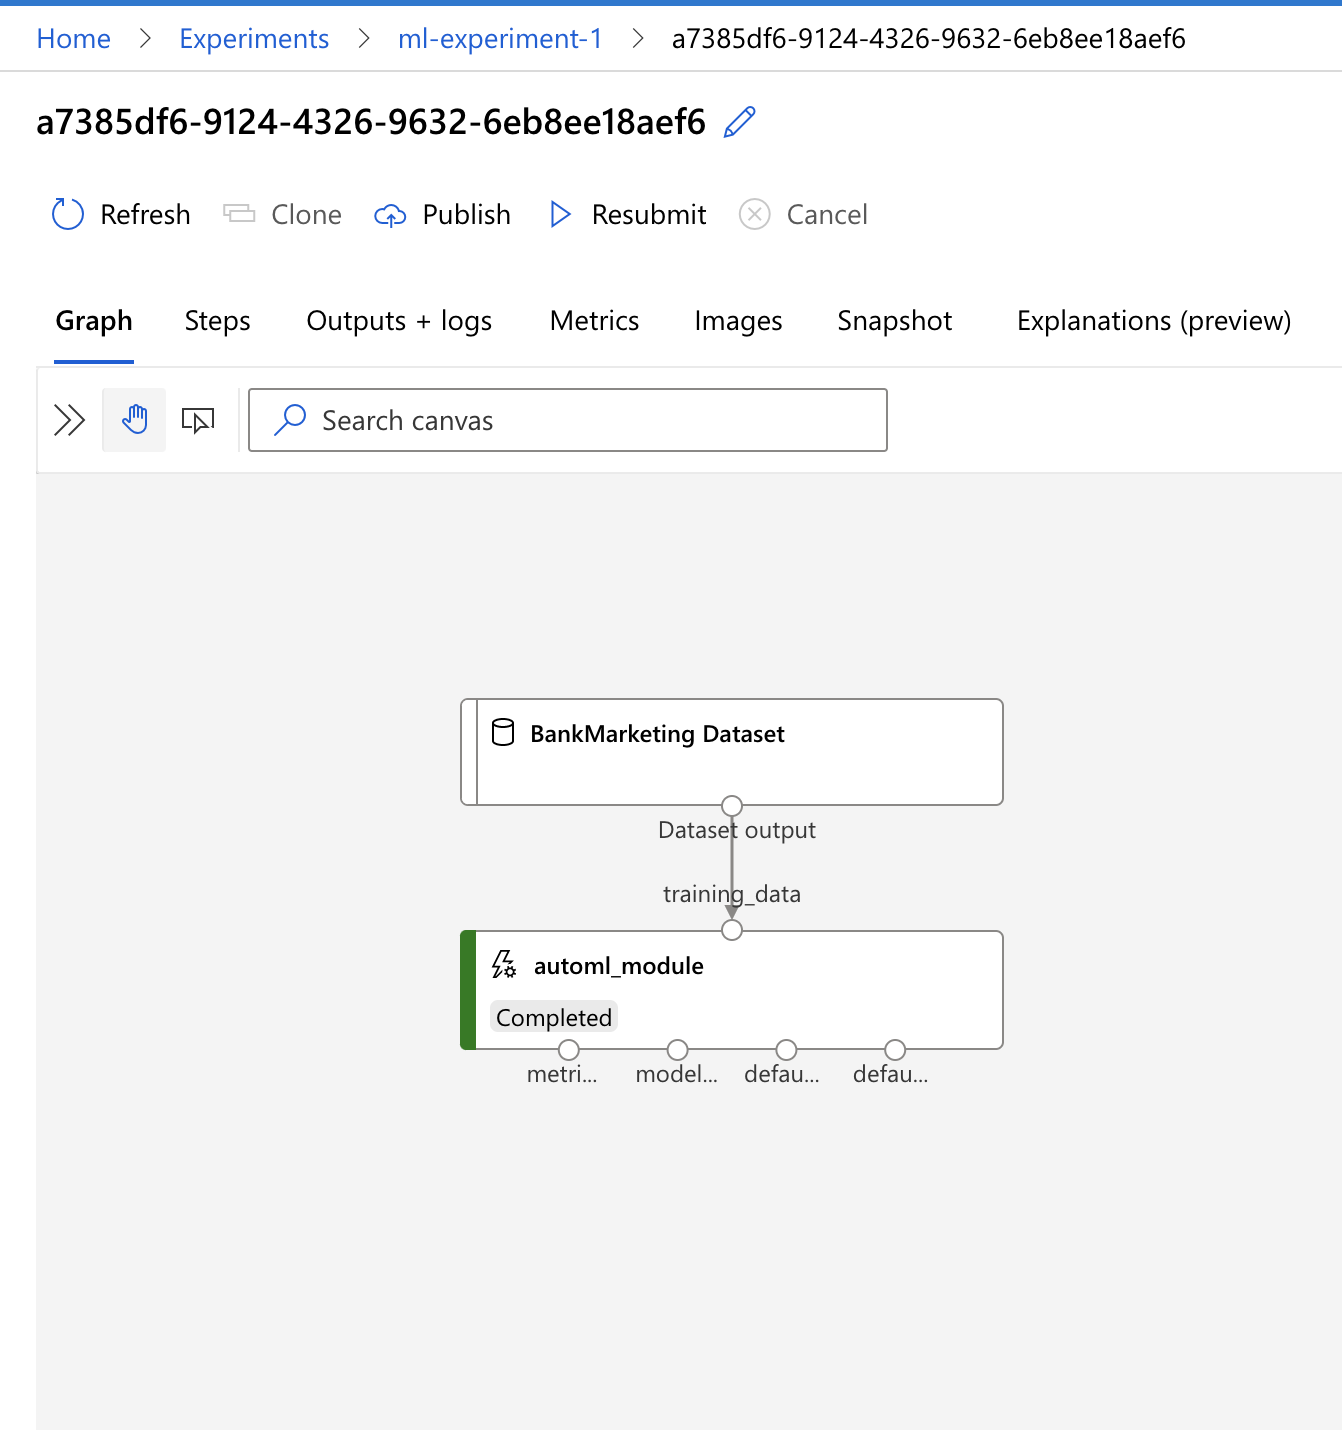 Home > Experiments > ml-experiment-1 > a7385df6-9124-4326-9632-6eb8ee18aef6
a7385df6-9124-4326-9632-6eb8ee18aef6
Refresh Clone Publish Resubmit Cancel
Graph Steps Outputs + logs Metrics Images Snapshot Explanations (preview)
Search canvas
BankMarketing Dataset
Dataset output
training_data
automl_module
Completed
metri... model... defau... defau...